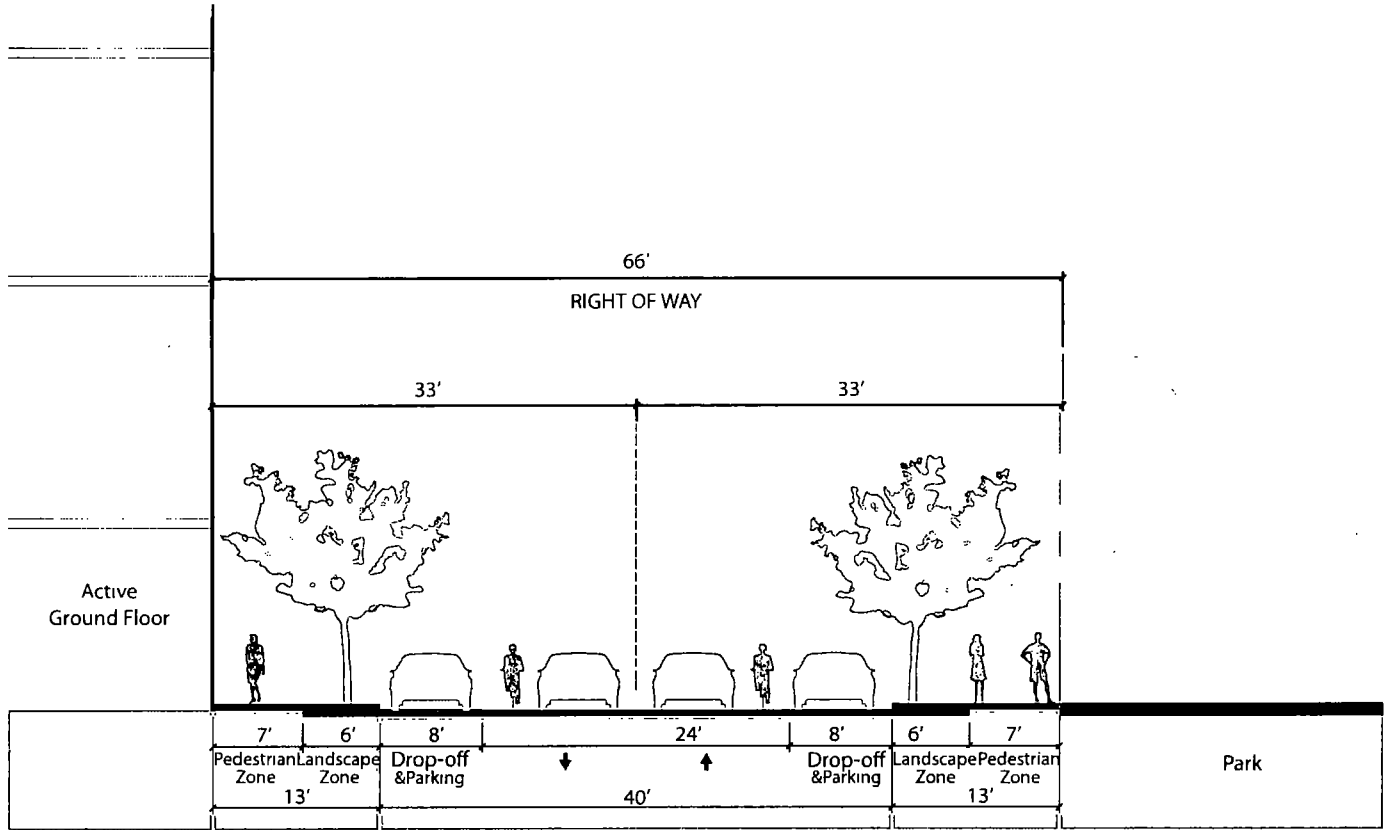 66'
RIGHT OF WAY
33' 33'
Active
Ground Floor
7' 6' 8' 24' 8' 6' 7'
Pedestrian Landscape Drop-off Drop-off Landscape Pedestrian
Zone Zone &Parking &Parking Zone Zone
Park
13' 40' 13'